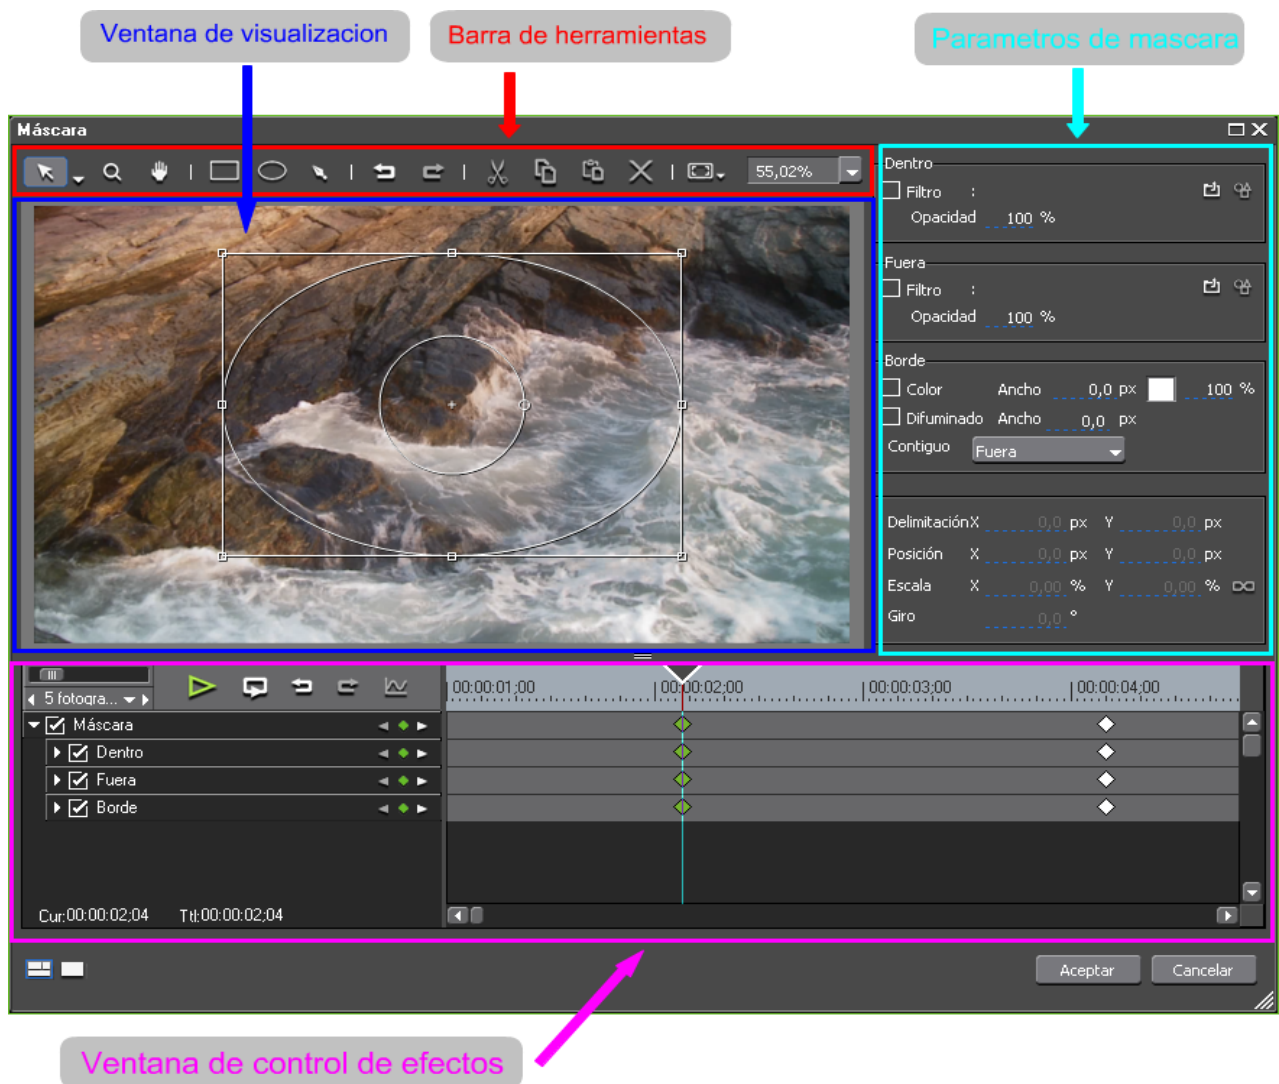 Ventana de visualizacion
Barra de herramientas
Parametros de mascara
Máscara
55,02%
Dentro
Filtro :
Opacidad 100 %
Fuera
Filtro :
Opacidad 100 %
Borde
Color Ancho 0,0 px 100 %
Difuminado Ancho 0,0 px
Contiguo Fuera
Delimitación X 0,0 px Y 0,0 px
Posición X 0,0 px Y 0,0 px
Escala X 0,00 % Y 0,00 %
Giro 0,0 °
5 fotogra...
00:00:01;00 00:00:02;00 00:00:03;00 00:00:04;00
Máscara
Dentro
Fuera
Borde
Cur:00:00:02;04 Ttl:00:00:02;04
Aceptar Cancelar
Ventana de control de efectos